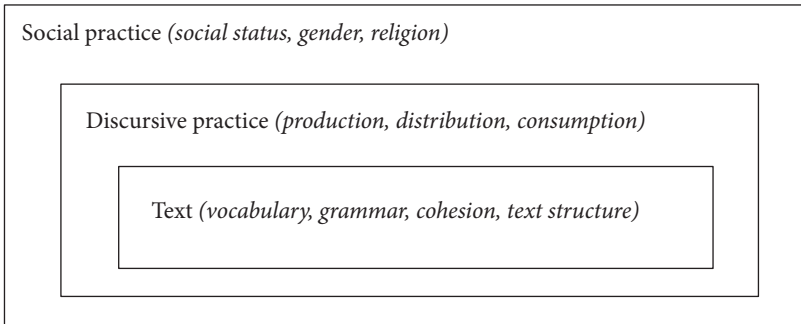 Social practice (social status, gender, religion)
Discursive practice (production, distribution, consumption)
Text (vocabulary, grammar, cohesion, text structure)